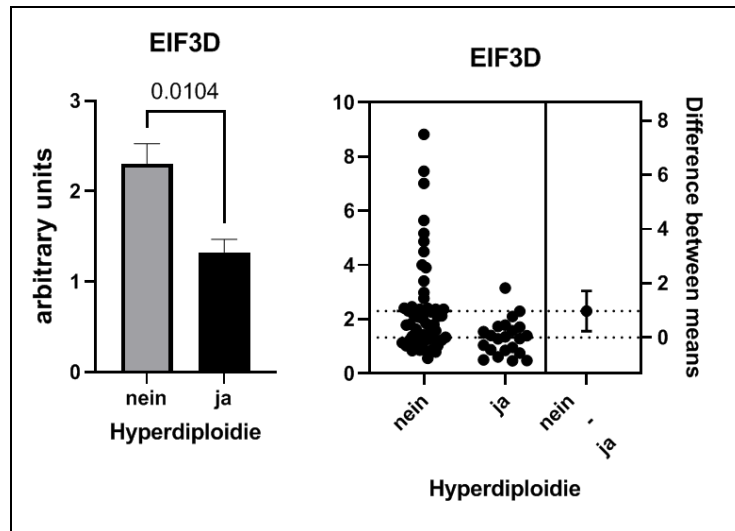 EIF3D
0.0104
3
2
1
0
arbitrary units
nein
ja
Hyperdiploidie
EIF3D
10
8
6
4
2
0
8
6
4
2
0
Difference between means
nein
ja
nein
-
ja
Hyperdiploidie